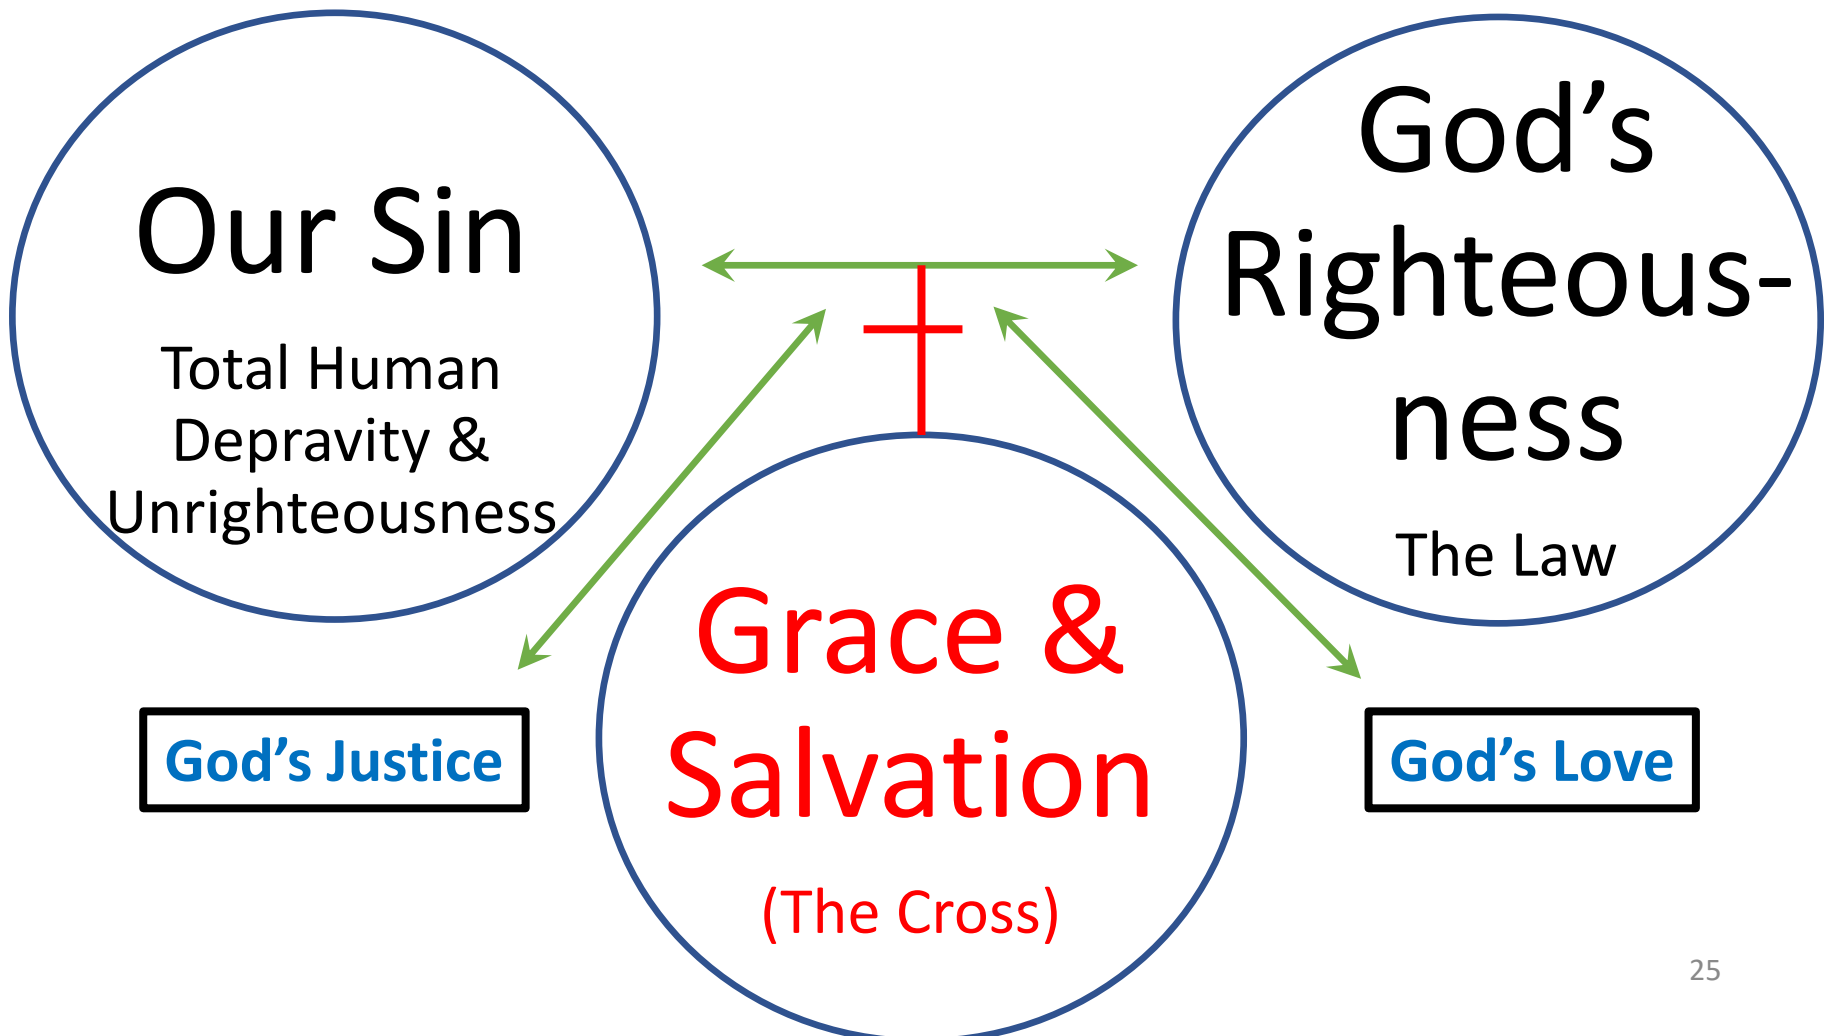 Our Sin
Total Human
Depravity &
Unrighteousness
God’s
Righteous-
ness
The Law
Grace &
Salvation
(The Cross)
God’s Justice
God’s Love
25